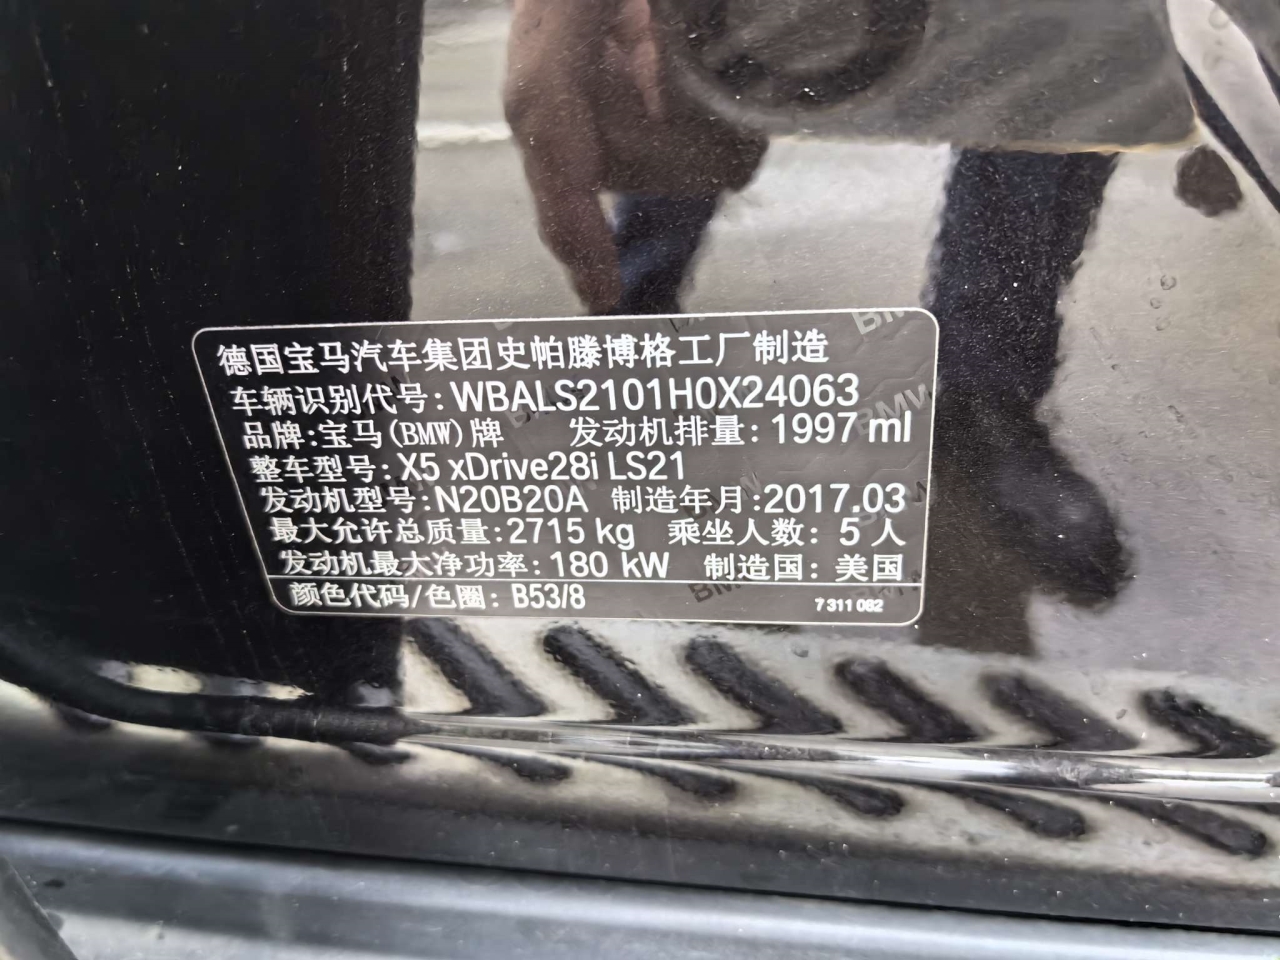 德国宝马汽车集团史帕滕博格工厂制造
车辆识别代号: WBALS2101H0X24063
品牌:宝马(BMW)牌 发动机排量: 1997 ml
整车型号: X5 xDrive28i LS21
发动机型号: N20B20A 制造年月:2017.03
最大允许总质量: 2715 kg 乘坐人数: 5 人
发动机最大净功率: 180 kW 制造国: 美国
颜色代码/色圈: B53/8 7 311 062